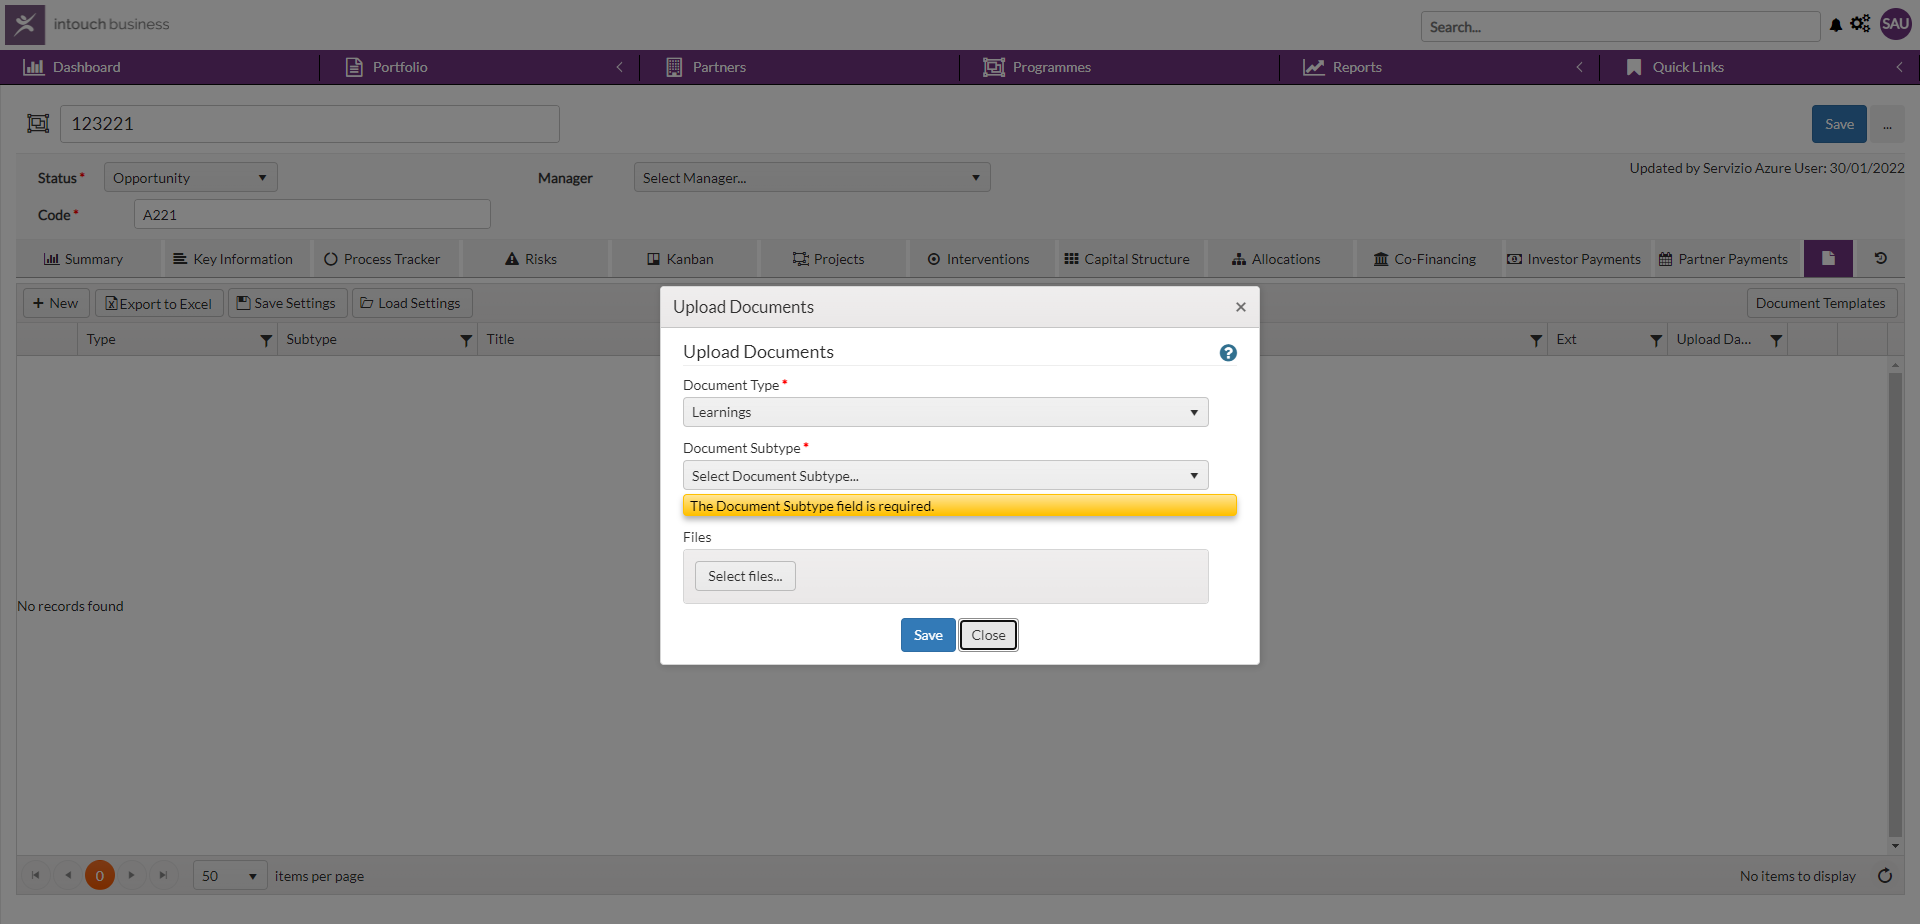 intouch business
Search...
SAU
Dashboard
Portfolio
Partners
Programmes
Reports
Quick Links
123221
Save
...
Status *
Opportunity
Manager
Select Manager...
Updated by Servizio Azure User: 30/01/2022
Code *
A221
Summary
Key Information
Process Tracker
Risks
Kanban
Projects
Interventions
Capital Structure
Allocations
Co-Financing
Investor Payments
Partner Payments
+ New
Export to Excel
Save Settings
Load Settings
Document Templates
Type
Subtype
Title
Ext
Upload Da...
Upload Documents
×
Upload Documents
?
Document Type *
Learnings
Document Subtype *
Select Document Subtype...
The Document Subtype field is required.
Files
Select files...
Save
Close
No records found
0
50
items per page
No items to display